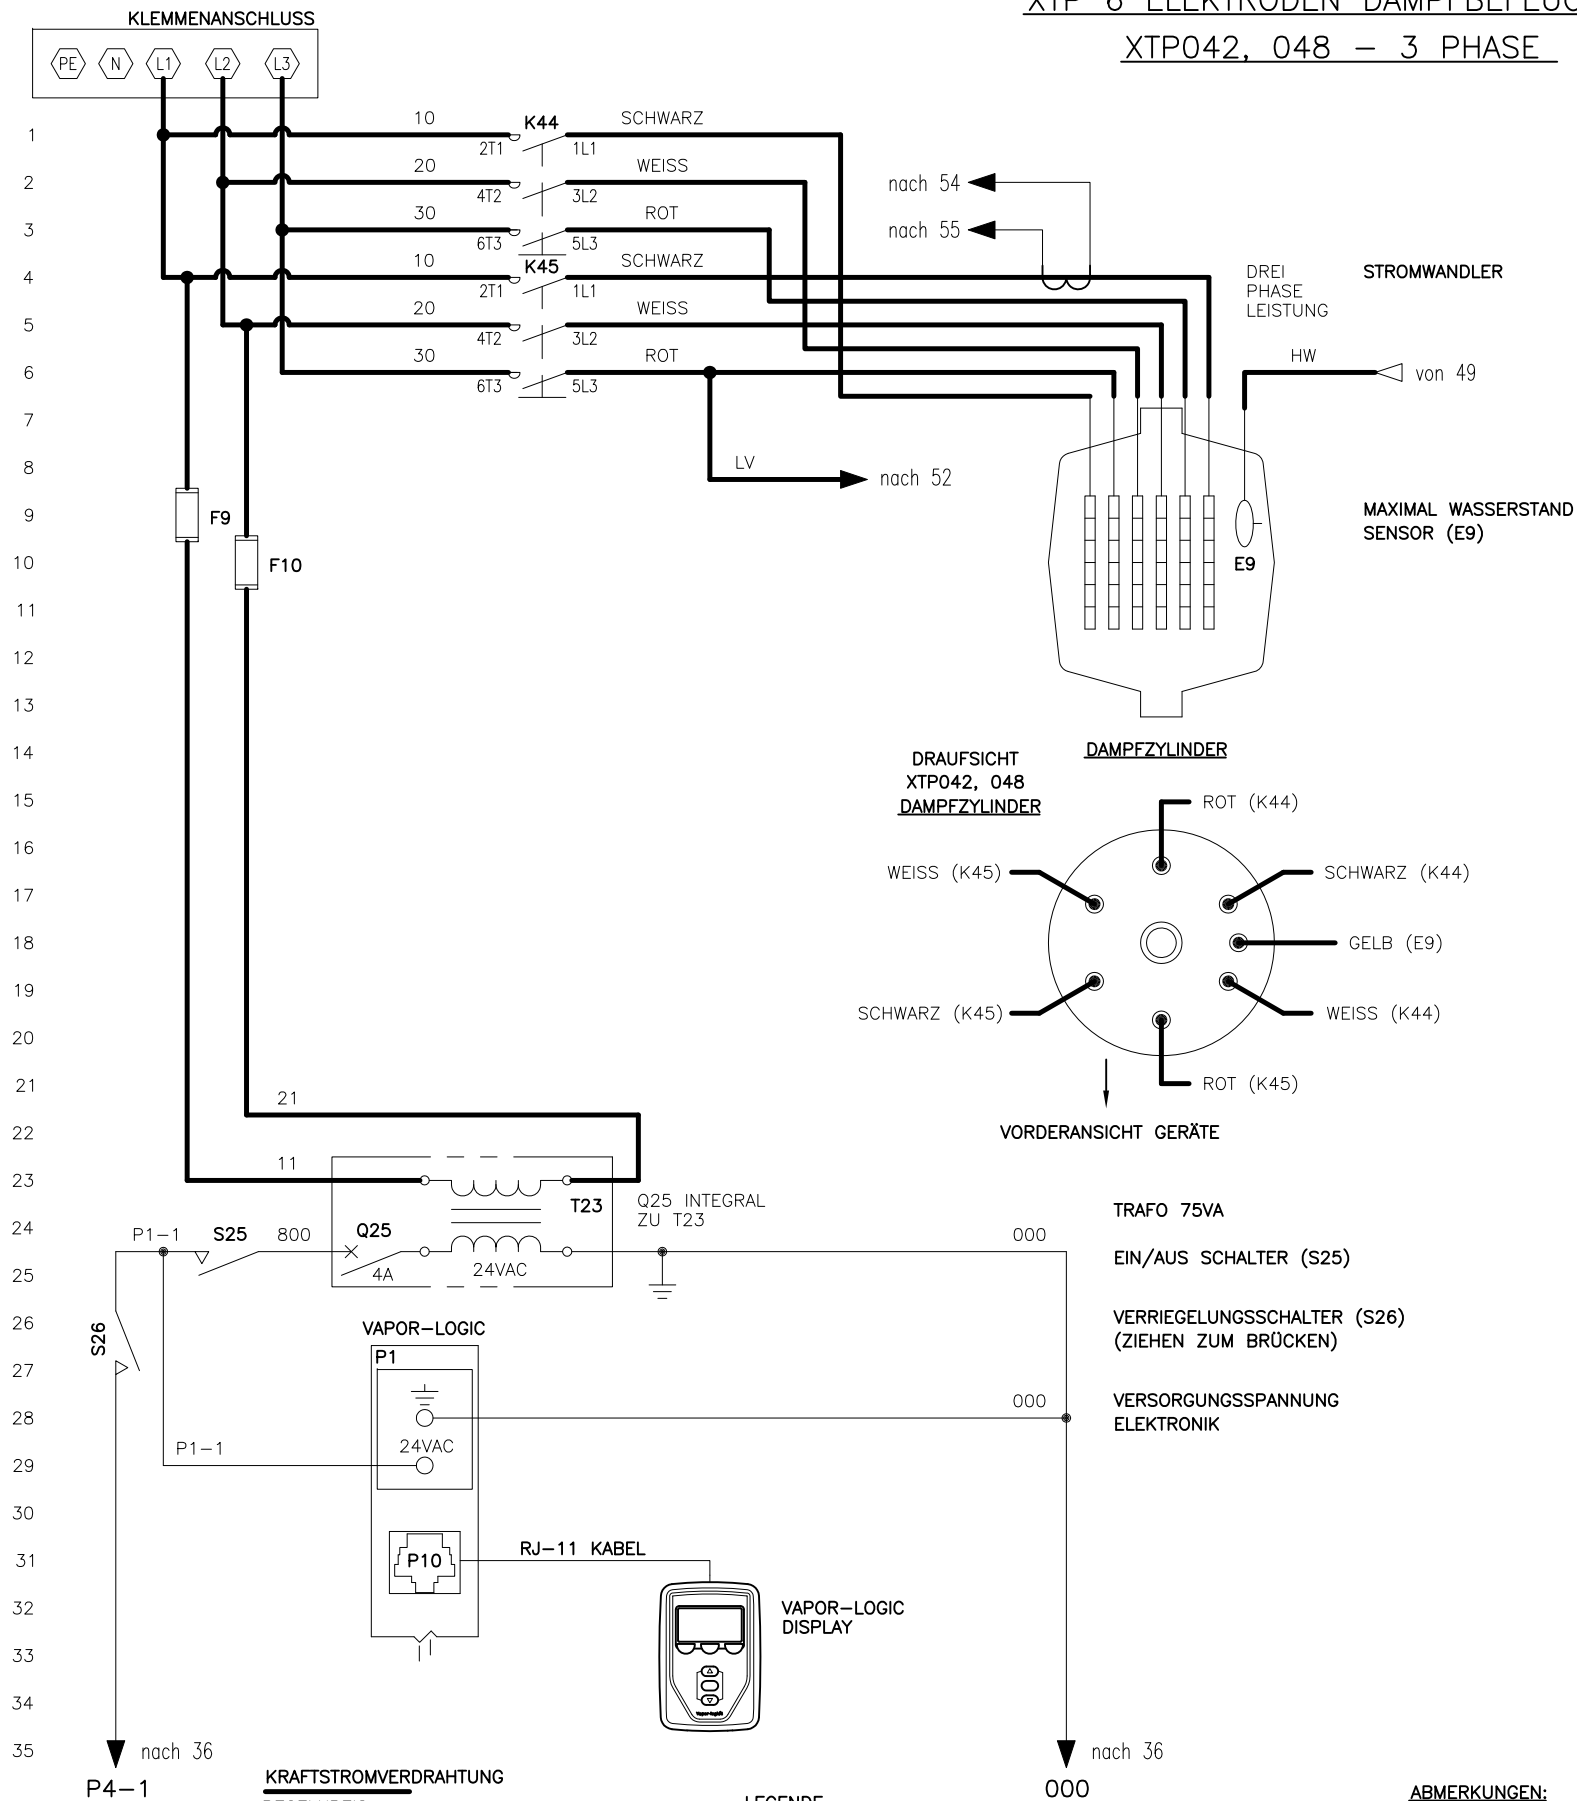 XTP 6 ELEKTRODEN
XTP042, 048 – 3 PHASE
KLEMMENANSCHLUSS
PE N L1 L2 L3
1 10 K44 SCHWARZ
2T1 1L1
2 20 WEISS
4T2 3L2
nach 54
3 30 ROT
6T3 5L3
nach 55
4 10 K45 SCHWARZ
2T1 1L1
DREI
PHASE
LEISTUNG
STROMWANDLER
5 20 WEISS
4T2 3L2
6 30 ROT
6T3 5L3
HW
von 49
7
8 LV
nach 52
9 F9
MAXIMAL WASSERSTAND
SENSOR (E9)
10 F10
E9
11
12
13
14
DAMPFZYLINDER
DRAUFSICHT
XTP042, 048
DAMPFZYLINDER
15
ROT (K44)
16
WEISS (K45)
SCHWARZ (K44)
17
18
GELB (E9)
19
SCHWARZ (K45)
WEISS (K44)
20
21
ROT (K45)
21
22
VORDERANSICHT GERÄTE
11
23
T23
Q25 INTEGRAL
ZU T23
TRAFO 75VA
24
P1–1 S25 800 Q25
000
4A 24VAC
EIN/AUS SCHALTER (S25)
25
26
S26
VAPOR–LOGIC
VERRIEGELUNGSSCHALTER (S26)
(ZIEHEN ZUM BRÜCKEN)
27
P1
28
000
VERSORGUNGSSPANNUNG
ELEKTRONIK
P1–1
24VAC
29
30
31
P10
RJ–11 KABEL
32
VAPOR–LOGIC
DISPLAY
33
34
35
nach 36
P4–1
nach 36
000
KRAFTSTROMVERDRAHTUNG
LEGENDE
ABMERKUNGEN: